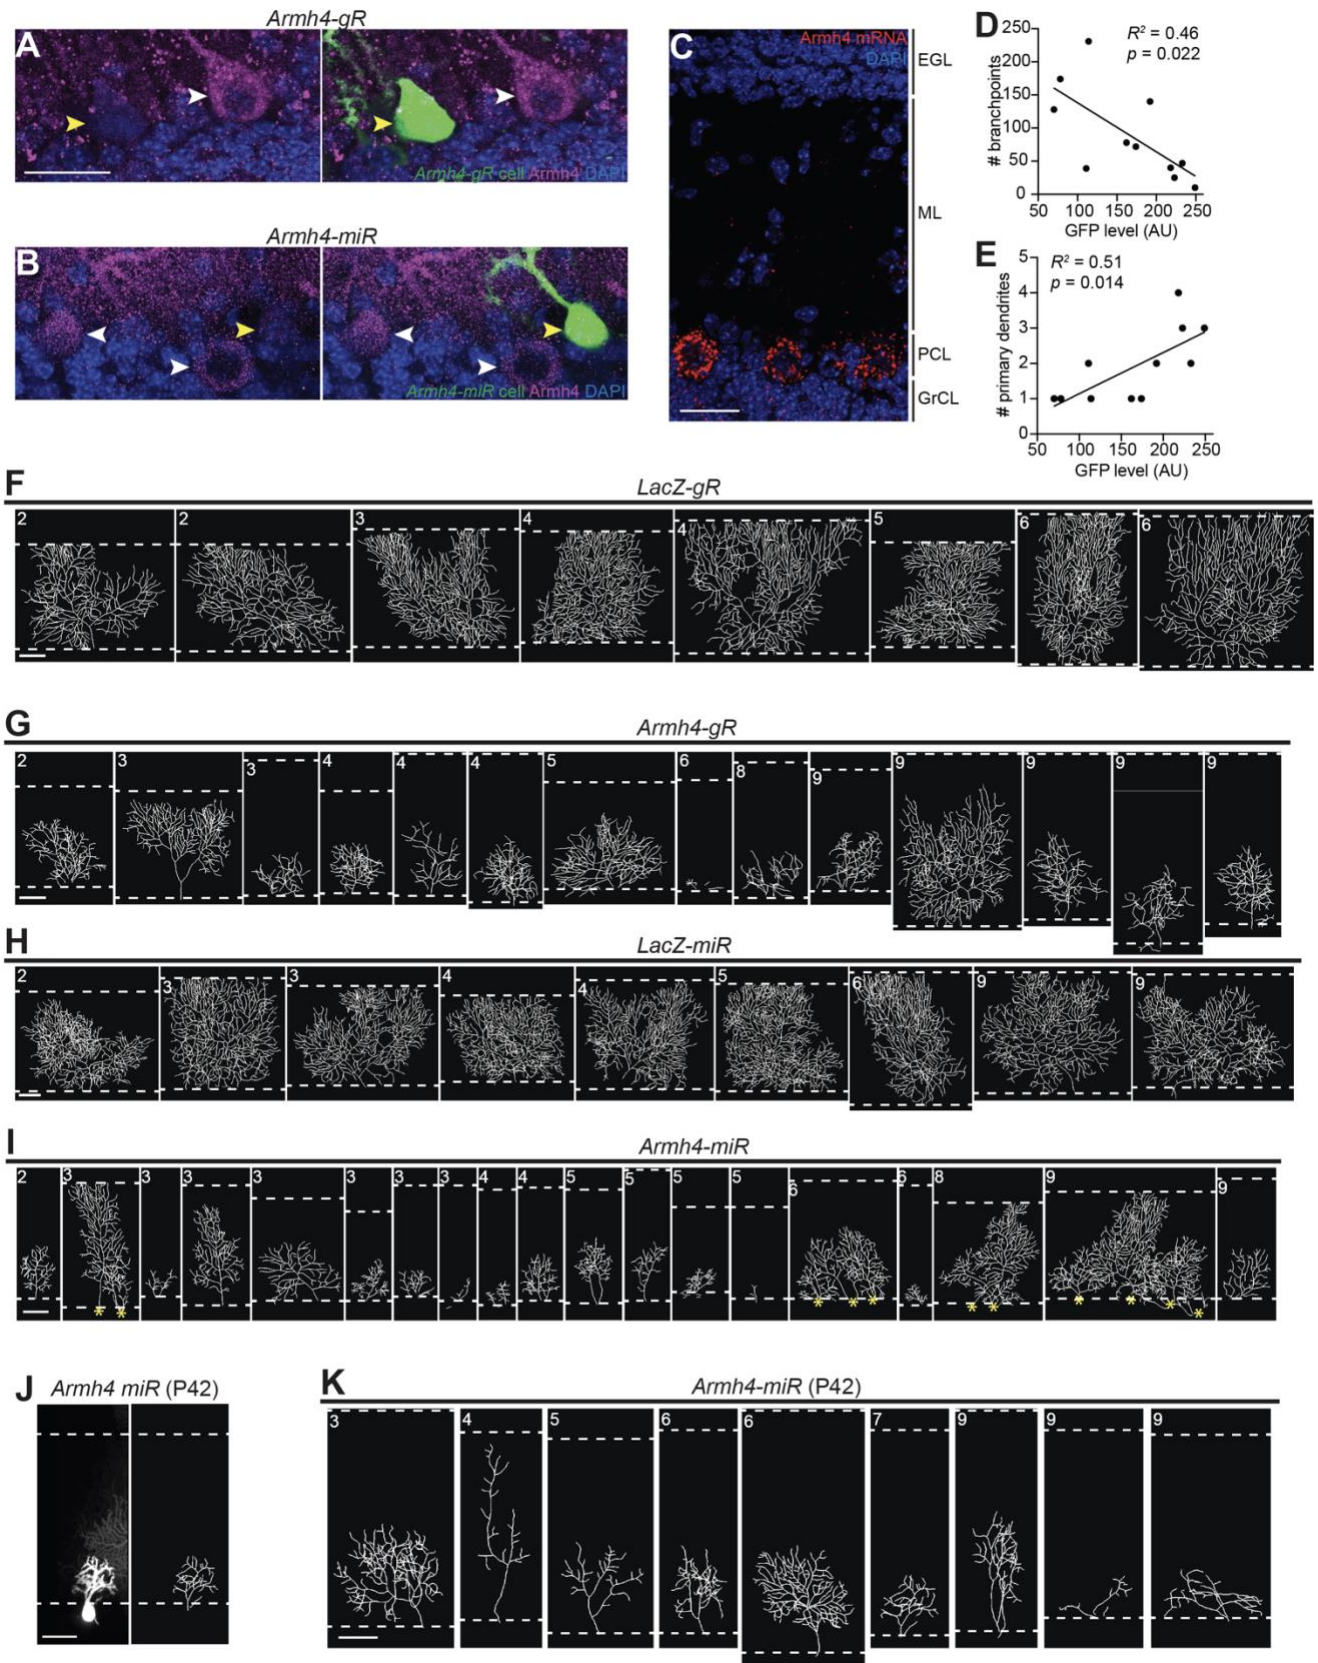 Armh4-gR
A
Armh4-gR cell Armh4 DAPI
Armh4-miR
B
Armh4-miR cell Armh4 DAPI
C
Armh4 mRNA
DAPI
EGL
ML
PCL
GrCL
D
R² = 0.46
p = 0.022
# branchpoints
250
200
150
100
50
0
50 100 150 200 250
GFP level (AU)
E
R² = 0.51
p = 0.014
# primary dendrites
5
4
3
2
1
0
50 100 150 200 250
GFP level (AU)
F
LacZ-gR
2 2 3 4 4 5 6 6
G
Armh4-gR
2 3 3 4 4 4 5 6 8 9 9 9 9 9
H
LacZ-miR
2 3 3 4 4 5 6 9 9
I
Armh4-miR
2 3 3 3 3 3 3 3 4 4 5 5 5 5 6 6 8 9 9
* * * * * * * * * * *
J
Armh4 miR (P42)
K
Armh4-miR (P42)
3 4 5 6 6 7 9 9 9